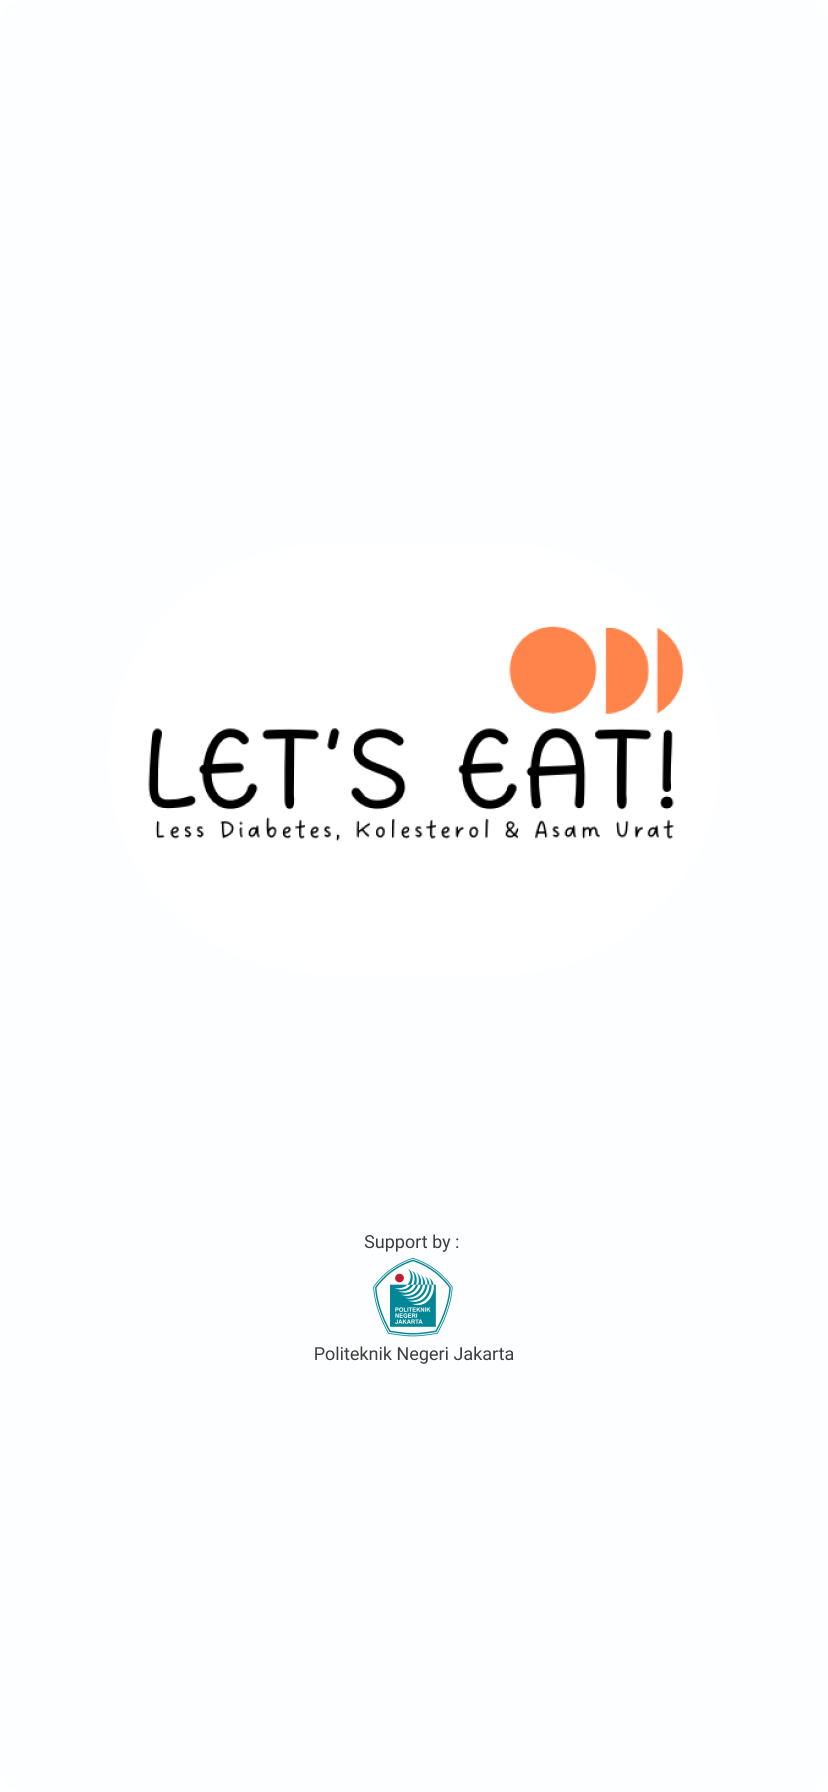 LET'S EAT!
Less Diabetes, Kolesterol & Asam Urat
Support by :
POLITEKNIK
NEGERI
JAKARTA
Politeknik Negeri Jakarta